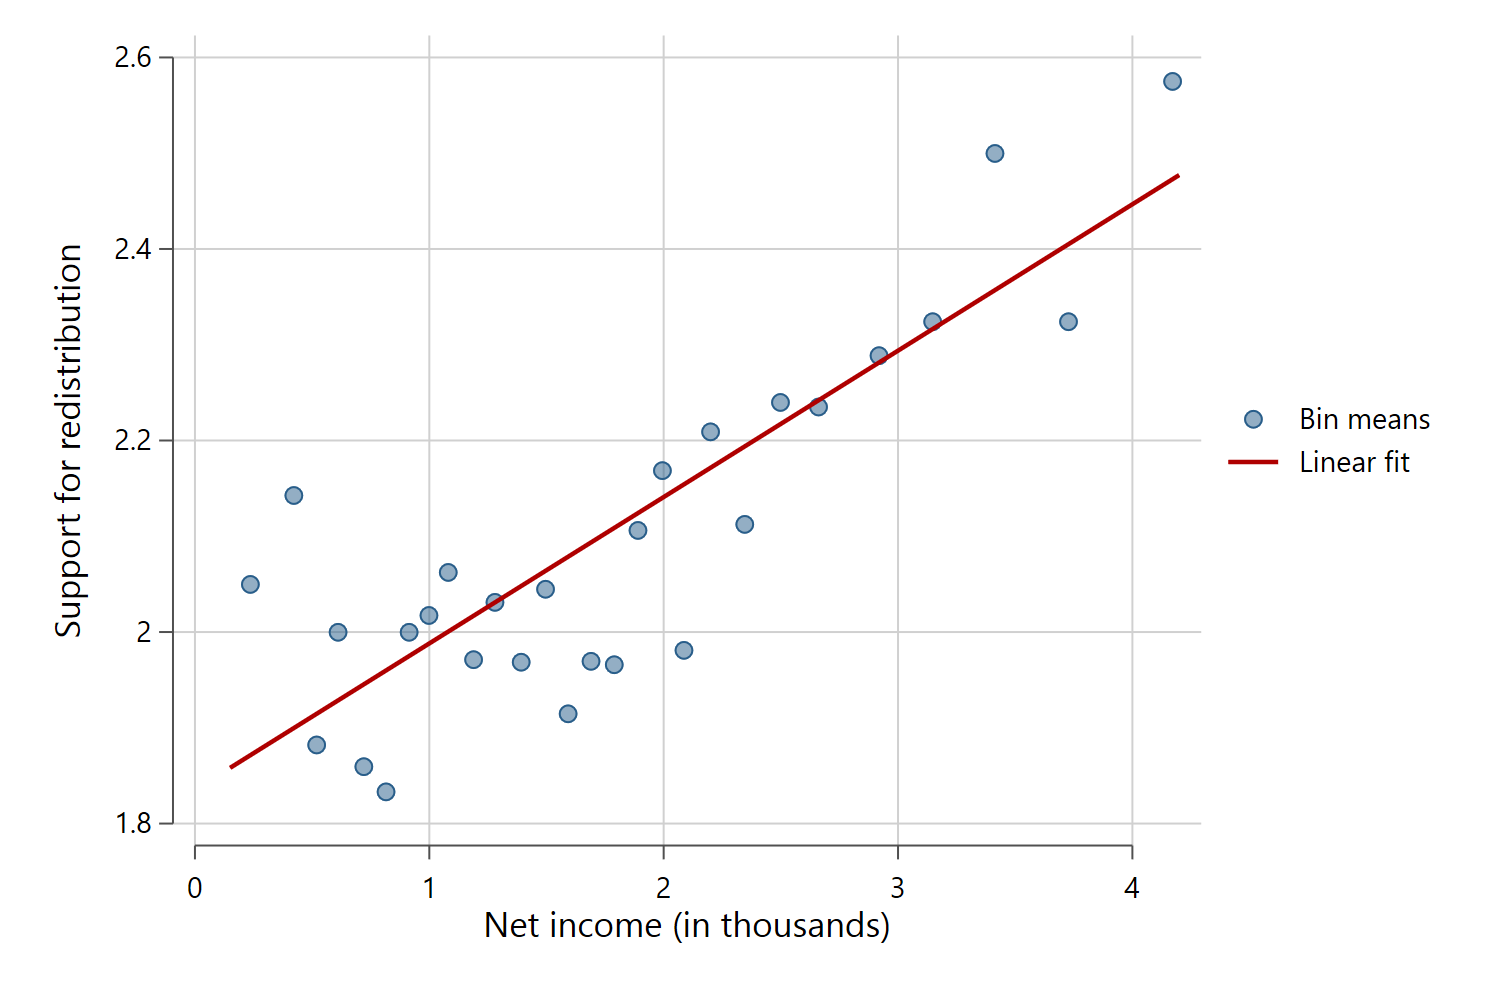 2.6
2.4
2.2
2
1.8
Support for redistribution
0 1 2 3 4
Net income (in thousands)
Bin means
Linear fit